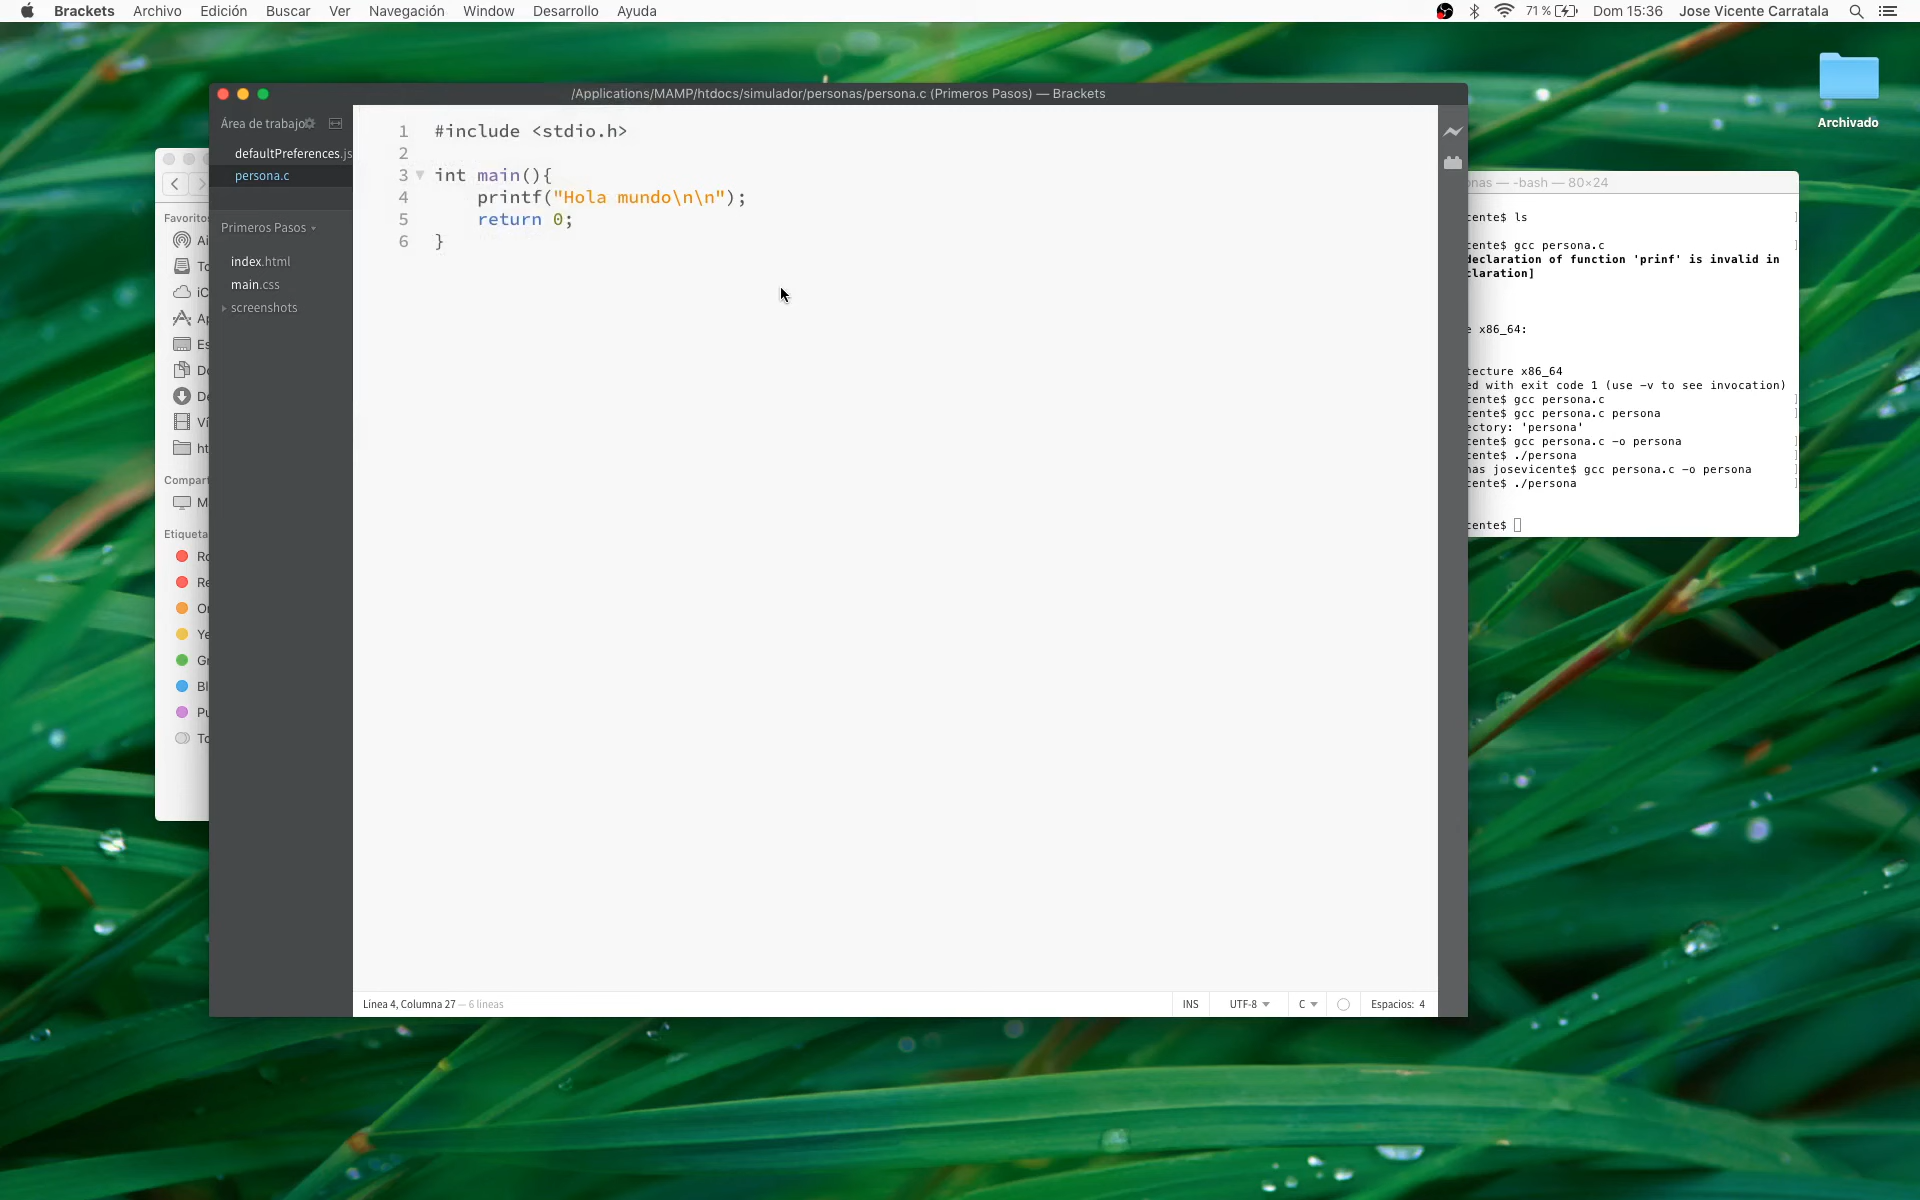 Brackets Archivo Edición Buscar Ver Navegación Window Desarrollo Ayuda
71 % Dom 15:36 Jose Vicente Carratala
Archivado
/Applications/MAMP/htdocs/simulador/personas/persona.c (Primeros Pasos) — Brackets
Área de trabajo
defaultPreferences.js
persona.c
Primeros Pasos
index.html
main.css
screenshots
1 #include <stdio.h>
2
3 int main(){
4 printf("Hola mundo\n\n");
5 return 0;
6 }
Línea 4, Columna 27 — 6 líneas
INS UTF-8 C Espacios: 4
Favoritos
Ai
To
iC
Ap
Es
Do
De
Ví
ht
Compart
M
Etiqueta
Ro
Re
Or
Ye
Gr
Bl
Pu
To
onas — -bash — 80×24
cente$ ls
cente$ gcc persona.c
declaration of function 'prinf' is invalid in
claration]
e x86_64:
tecture x86_64
ed with exit code 1 (use -v to see invocation)
cente$ gcc persona.c
cente$ gcc persona.c persona
ectory: 'persona'
cente$ gcc persona.c -o persona
cente$ ./persona
nas josevicente$ gcc persona.c -o persona
cente$ ./persona
cente$